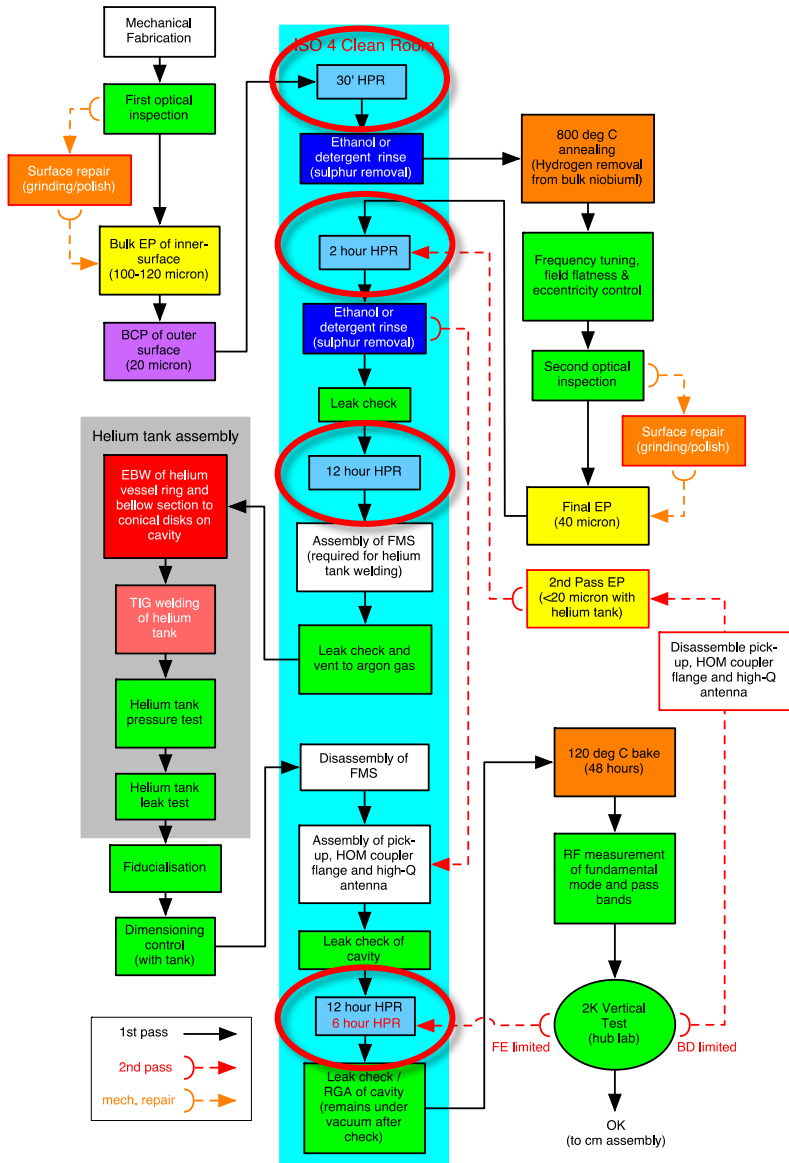 Mechanical
Fabrication
First optical
inspection
Surface repair
(grinding/polish)
Bulk EP of inner-
surface
(100-120 micron)
BCP of outer
surface
(20 micron)
ISO 4 Clean Room
30' HPR
Ethanol or
detergent rinse
(sulphur removal)
800 deg C
annealing
(Hydrogen removal
from bulk niobiuml)
2 hour HPR
Frequency tuning,
field flatness &
eccentricity control
Ethanol or
detergent rinse
(sulphur removal)
Second optical
inspection
Leak check
Surface repair
(grinding/polish)
12 hour HPR
Final EP
(40 micron)
Assembly of FMS
(required for helium
tank welding)
2nd Pass EP
(<20 micron with
helium tank)
Leak check and
vent to argon gas
Disassemble pick-
up, HOM coupler
flange and high-Q
antenna
Helium tank assembly
EBW of helium
vessel ring and
bellow section to
conical disks on
cavity
TIG welding
of helium
tank
Helium tank
pressure test
Helium tank
leak test
Fiducialisation
Dimensioning
control
(with tank)
Disassembly of
FMS
Assembly of pick-
up, HOM coupler
flange and high-Q
antenna
Leak check of
cavity
12 hour HPR
6 hour HPR
Leak check /
RGA of cavity
(remains under
vacuum after
check)
120 deg C bake
(48 hours)
RF measurement
of fundamental
mode and pass
bands
2K Vertical
Test
(hub lab)
FE limited
BD limited
OK
(to cm assembly)
1st pass
2nd pass
mech. repair